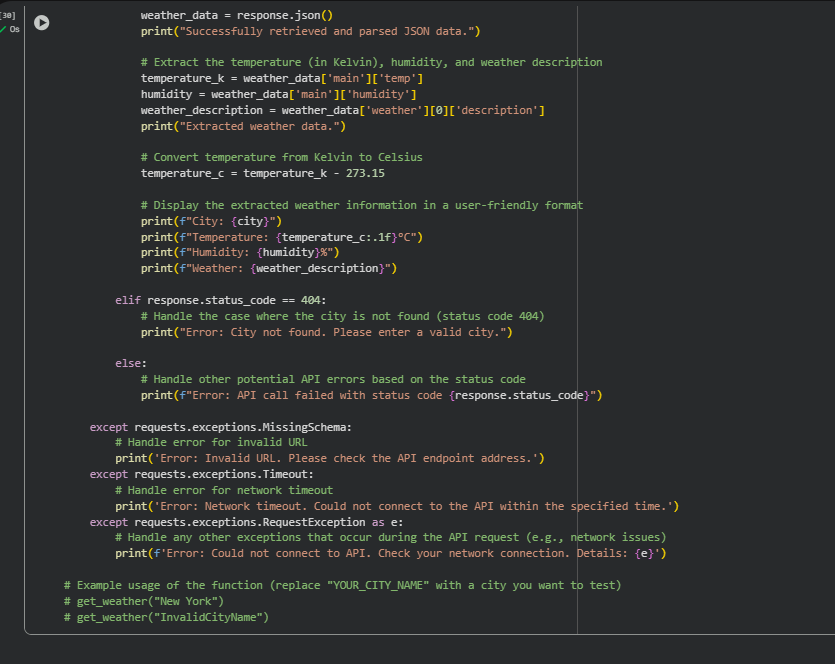 [30]
0s
weather_data = response.json()
print("Successfully retrieved and parsed JSON data.")
# Extract the temperature (in Kelvin), humidity, and weather description
temperature_k = weather_data['main']['temp']
humidity = weather_data['main']['humidity']
weather_description = weather_data['weather'][0]['description']
print("Extracted weather data.")
# Convert temperature from Kelvin to Celsius
temperature_c = temperature_k - 273.15
# Display the extracted weather information in a user-friendly format
print(f"City: {city}")
print(f"Temperature: {temperature_c:.1f}°C")
print(f"Humidity: {humidity}%")
print(f"Weather: {weather_description}")
elif response.status_code == 404:
# Handle the case where the city is not found (status code 404)
print("Error: City not found. Please enter a valid city.")
else:
# Handle other potential API errors based on the status code
print(f"Error: API call failed with status code {response.status_code}")
except requests.exceptions.MissingSchema:
# Handle error for invalid URL
print('Error: Invalid URL. Please check the API endpoint address.')
except requests.exceptions.Timeout:
# Handle error for network timeout
print('Error: Network timeout. Could not connect to the API within the specified time.')
except requests.exceptions.RequestException as e:
# Handle any other exceptions that occur during the API request (e.g., network issues)
print(f'Error: Could not connect to API. Check your network connection. Details: {e}')
# Example usage of the function (replace "YOUR_CITY_NAME" with a city you want to test)
# get_weather("New York")
# get_weather("InvalidCityName")